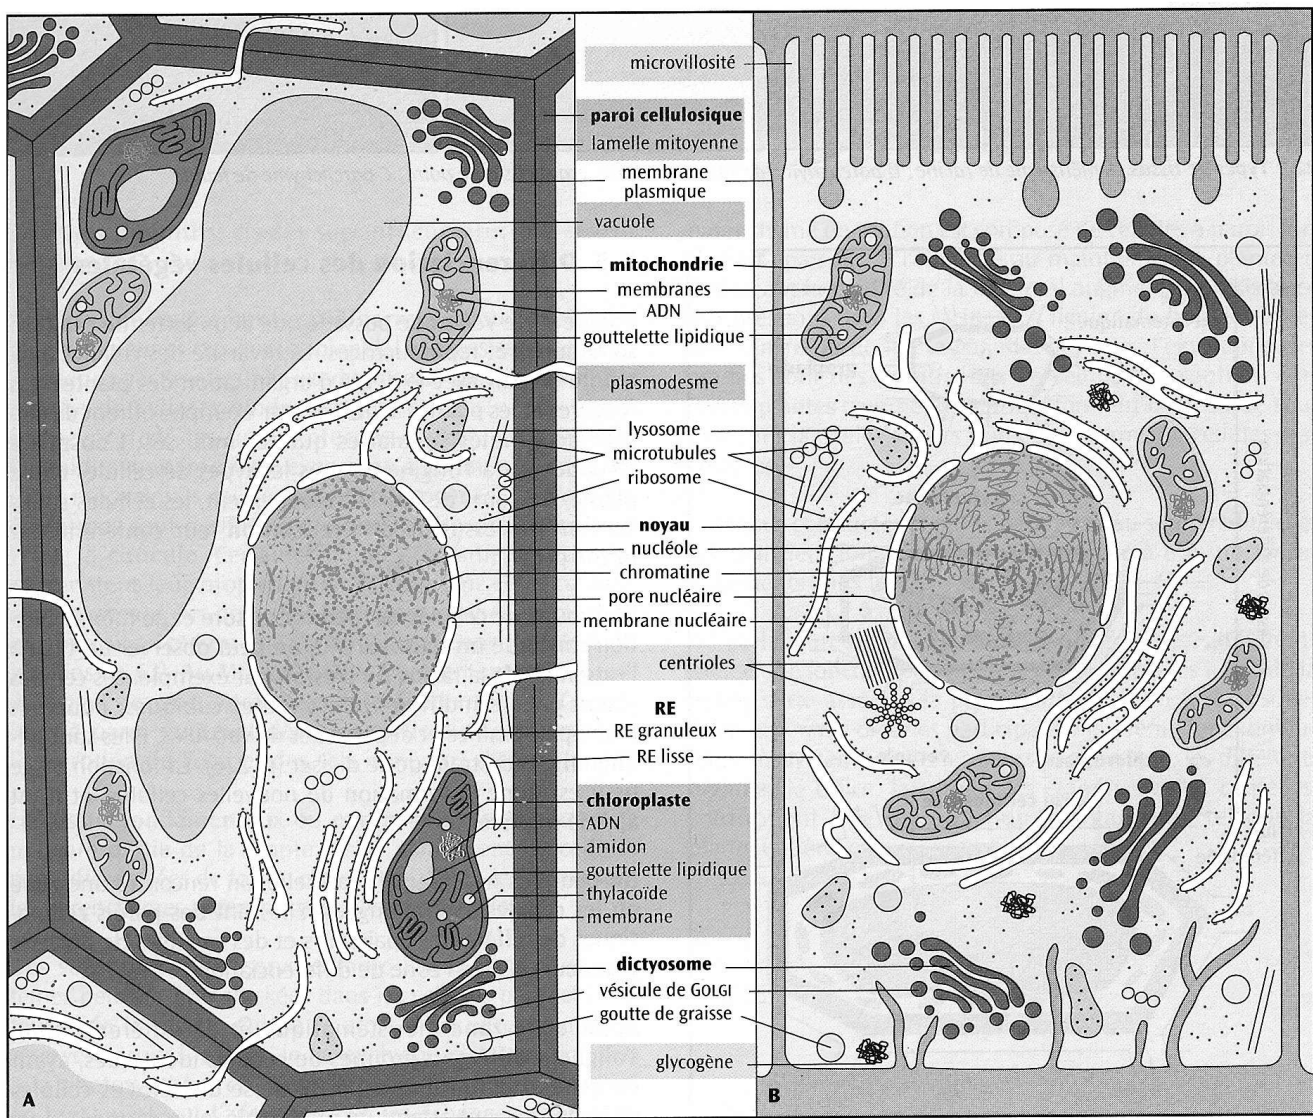 microvillosité
paroi cellulosique
lamelle mitoyenne
membrane
plasmique
vacuole
mitochondrie
membranes
ADN
gouttelette lipidique
plasmodesme
lysosome
microtubules
ribosome
noyau
nucléole
chromatine
pore nucléaire
membrane nucléaire
centrioles
RE
RE granuleux
RE lisse
chloroplaste
ADN
amidon
gouttelette lipidique
thylacoïde
membrane
dictyosome
vésicule de GOLGI
goutte de graisse
glycogène
A
B